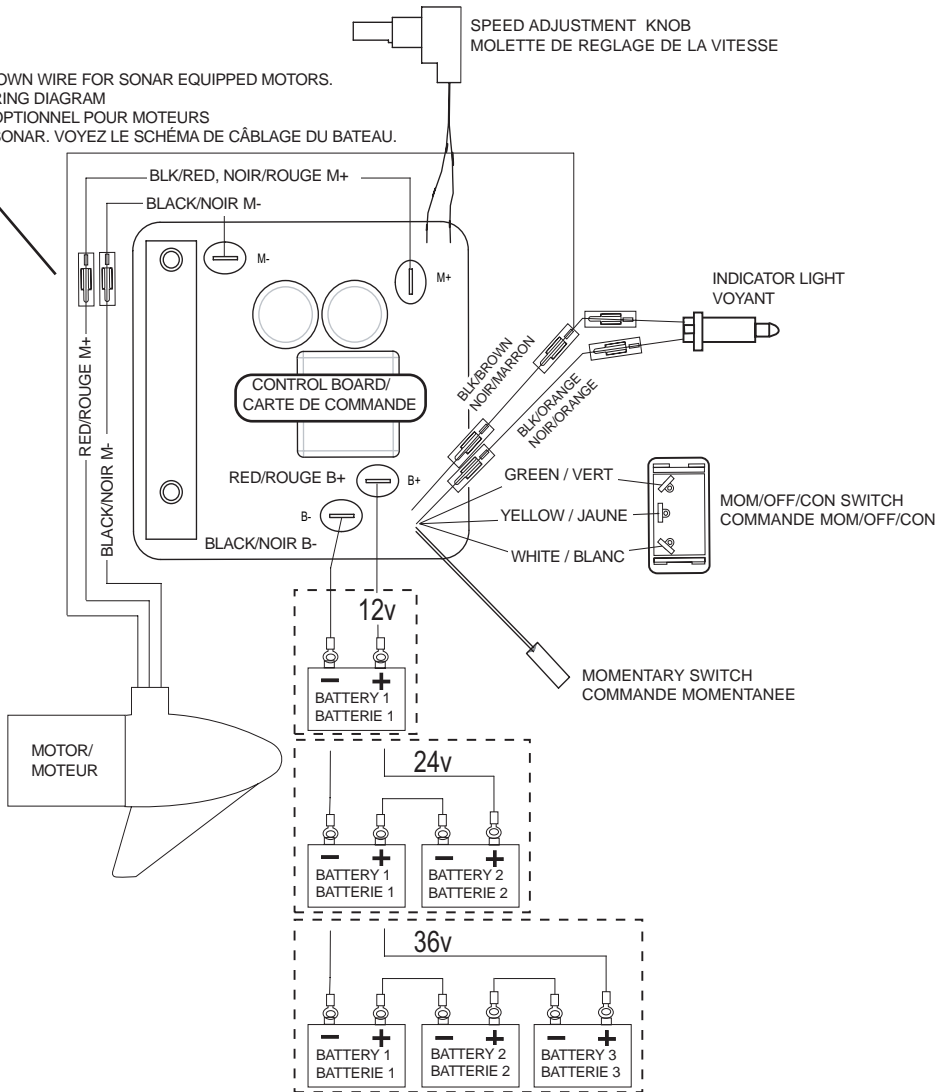 SPEED ADJUSTMENT KNOB
MOLETTE DE REGLAGE DE LA VITESSE
WIRE FOR SONAR EQUIPPED MOTORS.
DIAGRAM
OPTIONNEL POUR MOTEURS
SONAR. VOYEZ LE SCHÉMA DE CÂBLAGE DU BATEAU.
BLK/RED, NOIR/ROUGE M+
BLACK/NOIR M-
M-
M+
INDICATOR LIGHT
VOYANT
RED/ROUGE M+
BLACK/NOIR M-
BLK/BROWN
NOIR/MARRON
BLK/ORANGE
NOIR/ORANGE
CONTROL BOARD/
CARTE DE COMMANDE
RED/ROUGE B+
B+
B-
BLACK/NOIR B-
GREEN / VERT
YELLOW / JAUNE
WHITE / BLANC
MOM/OFF/CON SWITCH
COMMANDE MOM/OFF/CON
MOMENTARY SWITCH
COMMANDE MOMENTANEE
MOTOR/
MOTEUR
12v
BATTERY 1
BATTERIE 1
24v
BATTERY 1
BATTERIE 1
BATTERY 2
BATTERIE 2
36v
BATTERY 1
BATTERIE 1
BATTERY 2
BATTERIE 2
BATTERY 3
BATTERIE 3